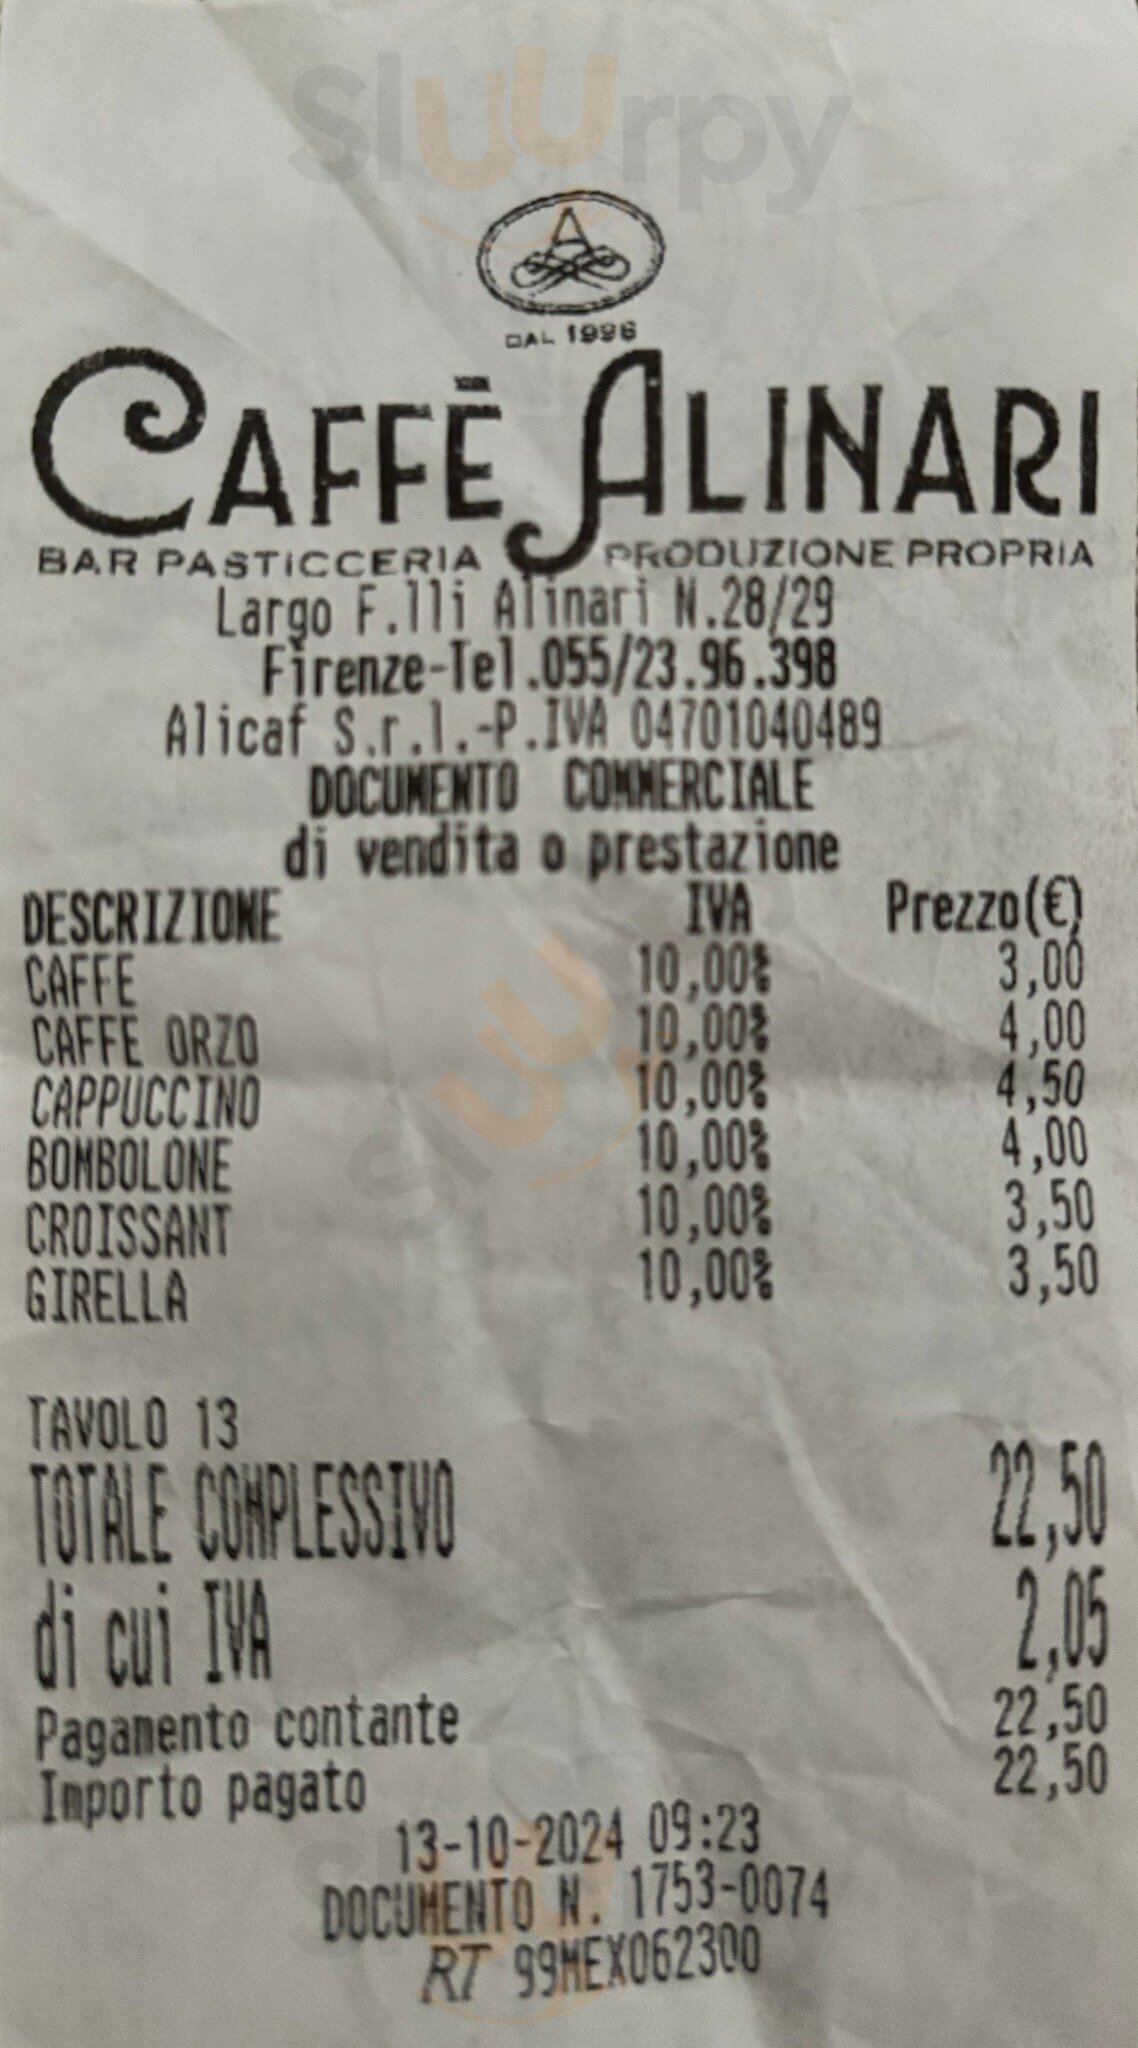 sluurpy
DAL 1996
CAFFÈ ALINARI
BAR PASTICCERIA PRODUZIONE PROPRIA
Largo F.lli Alinari N.28/29
Firenze-Tel.055/23.96.398
Alicaf S.r.l.-P.IVA 04701040489
DOCUMENTO COMMERCIALE
di vendita o prestazione
DESCRIZIONE IVA Prezzo(€)
CAFFE 10,00% 3,00
CAFFE ORZO 10,00% 4,00
CAPPUCCINO 10,00% 4,50
BOMBOLONE 10,00% 4,00
CROISSANT 10,00% 3,50
GIRELLA 10,00% 3,50
TAVOLO 13
TOTALE COMPLESSIVO 22,50
di cui IVA 2,05
Pagamento contante 22,50
Importo pagato 22,50
13-10-2024 09:23
DOCUMENTO N. 1753-0074
RT 99MEX062300